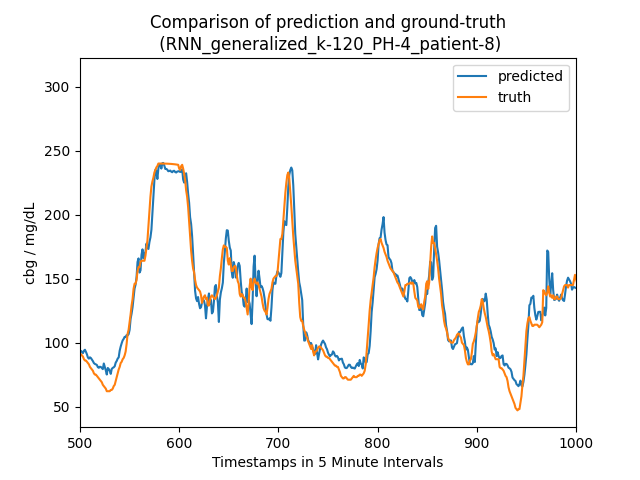 Comparison of prediction and ground-truth
(RNN_generalized_k-120_PH-4_patient-8)
predicted
truth
300
250
200
150
100
50
cbg / mg/dL
500
600
700
800
900
1000
Timestamps in 5 Minute Intervals